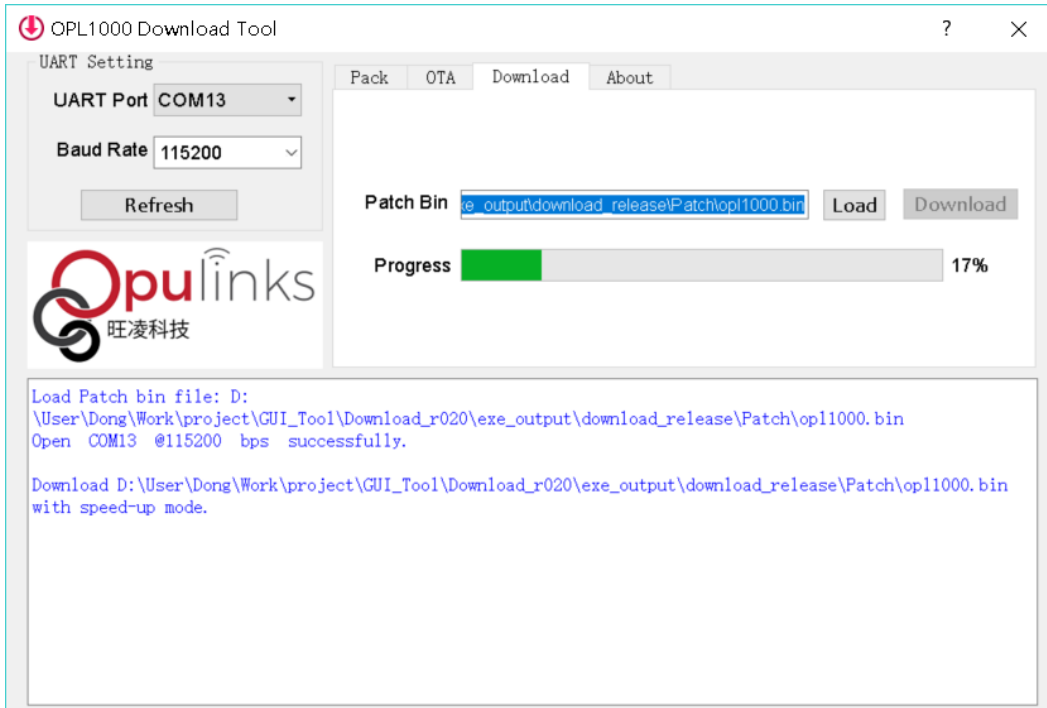 OPL1000 Download Tool
?
UART Setting
UART Port COM13
Baud Rate 115200
Refresh
Opulinks
旺凌科技
Pack OTA Download About
Patch Bin e_output\download_release\Patch\opl1000.bin Load Download
Progress 17%
Load Patch bin file: D:
\User\Dong\Work\project\GUI_Tool\Download_r020\exe_output\download_release\Patch\opl1000.bin
Open COM13 @115200 bps successfully.
Download D:\User\Dong\Work\project\GUI_Tool\Download_r020\exe_output\download_release\Patch\opl1000.bin
with speed-up mode.